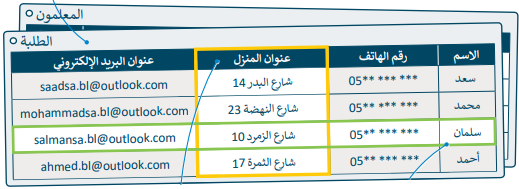 المعلمون
الطلبة
الاسم رقم الهاتف عنوان المنزل عنوان البريد الإلكتروني
سعد 05** *** *** شارع البدر 14 saadsa.bl@outlook.com
محمد 05** *** *** شارع النهضة 23 mohammadsa.bl@outlook.com
سلمان 05** *** *** شارع الزمرد 10 salmansa.bl@outlook.com
أحمد 05** *** *** شارع الثمرة 17 ahmed.bl@outlook.com